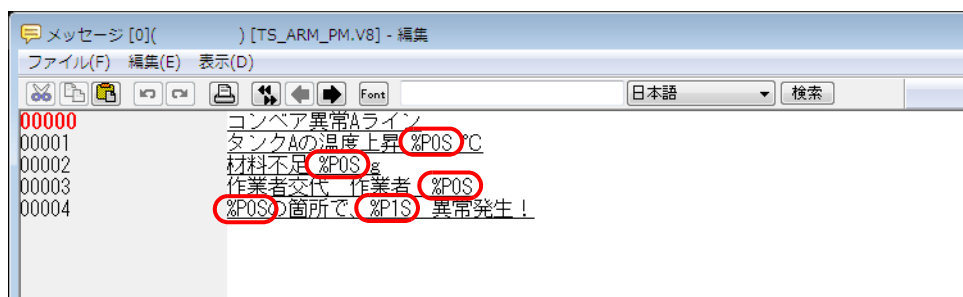 メッセージ [0]( ) [TS_ARM_PM.V8] - 編集
ファイル(F) 編集(E) 表示(D)
Font 日本語 検索
00000 コンベア異常Aライン
00001 タンクAの温度上昇 %P0S ℃
00002 材料不足 %P0S g
00003 作業者交代 作業者 %P0S
00004 %P0Sの箇所で、%P1S 異常発生!